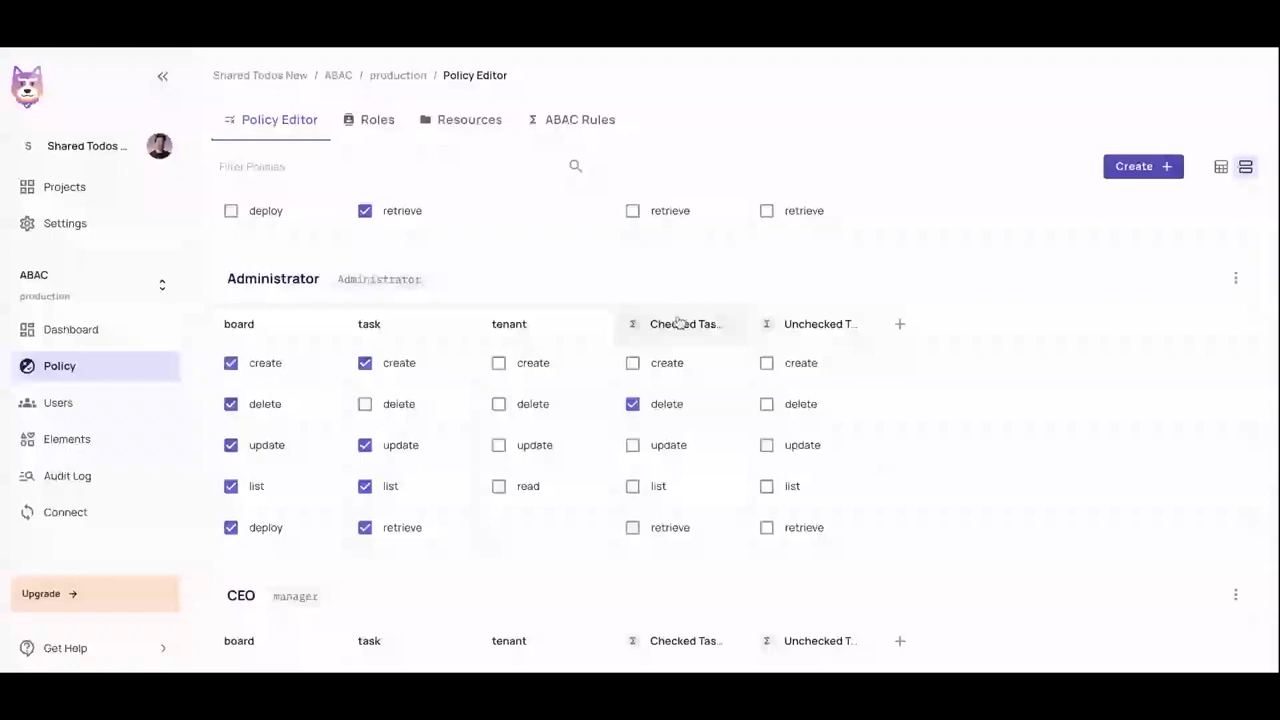 Shared Todos New / ABAC / production / Policy Editor
Policy Editor Roles Resources Σ ABAC Rules
Filter Policies
Create +
S Shared Todos ...
Projects
Settings
ABAC
production
Dashboard
Policy
Users
Elements
Audit Log
Connect
Upgrade →
Get Help
deploy retrieve retrieve retrieve
Administrator Administrator
board task tenant Σ Checked Tas... Σ Unchecked T... +
create create create create create
delete delete delete delete delete
update update update update update
list list read list list
deploy retrieve retrieve retrieve
CEO manager
board task tenant Σ Checked Tas... Σ Unchecked T... +